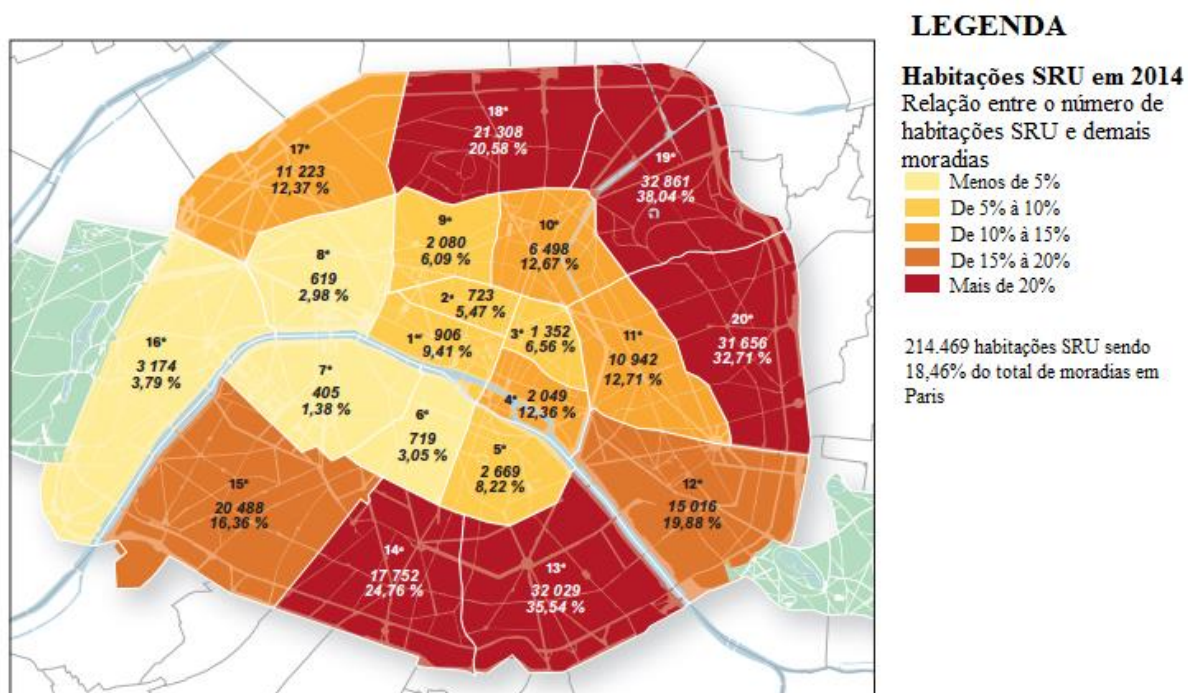 LEGENDA
Habitações SRU em 2014
Relação entre o número de
habitações SRU e demais
moradias
Menos de 5%
De 5% à 10%
De 10% à 15%
De 15% à 20%
Mais de 20%
214.469 habitações SRU sendo
18,46% do total de moradias em
Paris
18e
21 308
20,58 %
17e
11 223
12,37 %
19e
32 861
38,04 %
9e
2 080
6,09 %
10e
6 498
12,67 %
8e
619
2,98 %
2e 723
5,47 %
1er 906
9,41 %
3e 1 352
6,56 %
11e
10 942
12,71 %
20e
31 656
32,71 %
16e
3 174
3,79 %
7e
405
1,38 %
4e 2 049
12,36 %
6e
719
3,05 %
5e
2 669
8,22 %
15e
20 488
16,36 %
12e
15 016
19,88 %
14e
17 752
24,76 %
13e
32 029
35,54 %